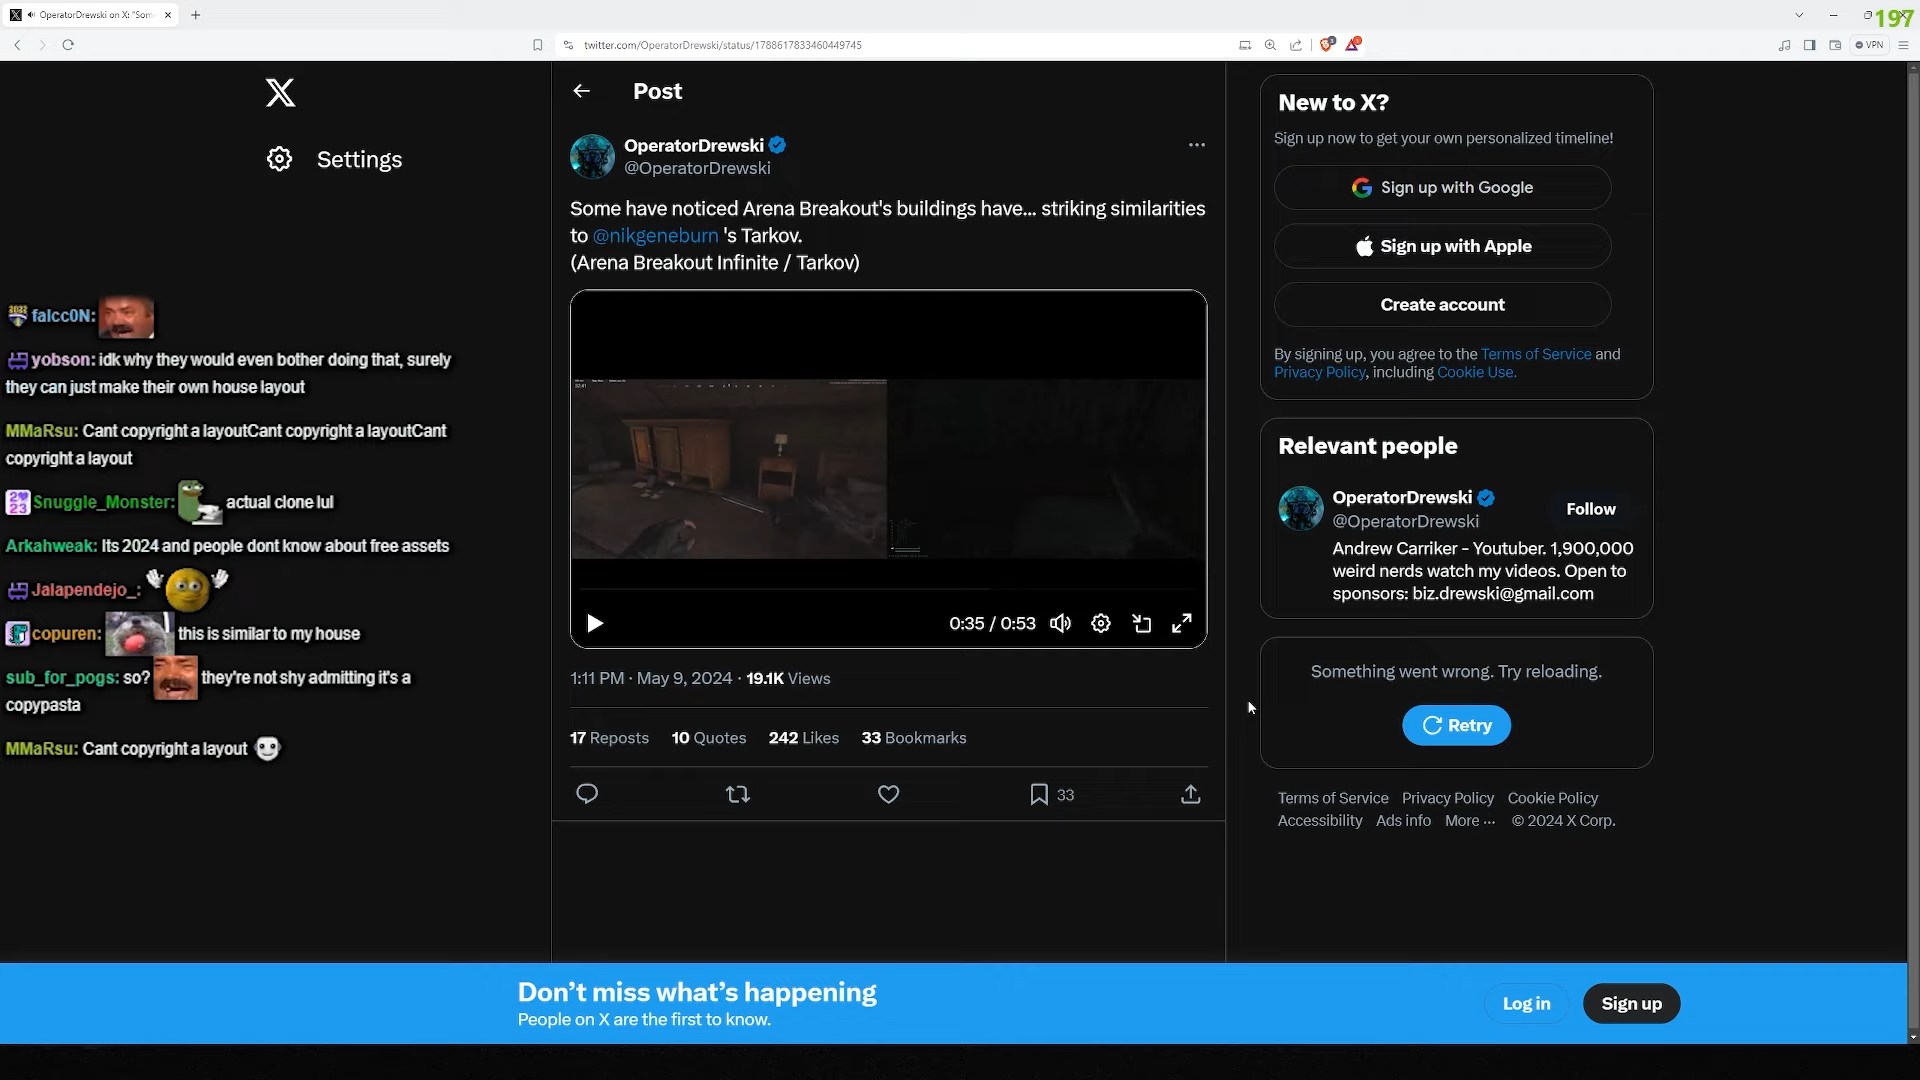 OperatorDrewski on X: "Som
197
twitter.com/OperatorDrewski/status/1788617833460449745
VPN
Settings
falcc0N:
yobson: idk why they would even bother doing that, surely
they can just make their own house layout
MMaRsu: Cant copyright a layoutCant copyright a layoutCant
copyright a layout
Snuggle_Monster: actual clone lul
Arkahweak: Its 2024 and people dont know about free assets
Jalapendejo_:
copuren: this is similar to my house
sub_for_pogs: so? they're not shy admitting it's a
copypasta
MMaRsu: Cant copyright a layout
Post
OperatorDrewski
@OperatorDrewski
Some have noticed Arena Breakout's buildings have... striking similarities
to @nikgeneburn 's Tarkov.
(Arena Breakout Infinite / Tarkov)
0:35 / 0:53
1:11 PM · May 9, 2024 · 19.1K Views
17 Reposts 10 Quotes 242 Likes 33 Bookmarks
33
New to X?
Sign up now to get your own personalized timeline!
Sign up with Google
Sign up with Apple
Create account
By signing up, you agree to the Terms of Service and
Privacy Policy, including Cookie Use.
Relevant people
OperatorDrewski
@OperatorDrewski
Follow
Andrew Carriker - Youtuber. 1,900,000
weird nerds watch my videos. Open to
sponsors: biz.drewski@gmail.com
Something went wrong. Try reloading.
Retry
Terms of Service Privacy Policy Cookie Policy
Accessibility Ads info More ··· © 2024 X Corp.
Don't miss what's happening
People on X are the first to know.
Log in
Sign up